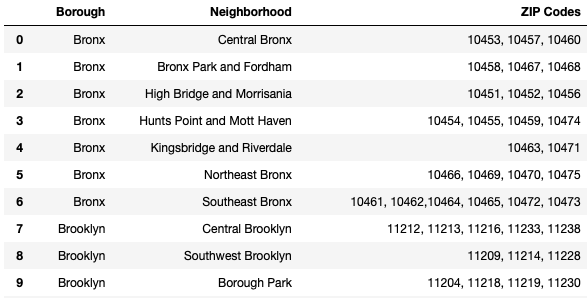 Borough Neighborhood ZIP Codes
0 Bronx Central Bronx 10453, 10457, 10460
1 Bronx Bronx Park and Fordham 10458, 10467, 10468
2 Bronx High Bridge and Morrisania 10451, 10452, 10456
3 Bronx Hunts Point and Mott Haven 10454, 10455, 10459, 10474
4 Bronx Kingsbridge and Riverdale 10463, 10471
5 Bronx Northeast Bronx 10466, 10469, 10470, 10475
6 Bronx Southeast Bronx 10461, 10462,10464, 10465, 10472, 10473
7 Brooklyn Central Brooklyn 11212, 11213, 11216, 11233, 11238
8 Brooklyn Southwest Brooklyn 11209, 11214, 11228
9 Brooklyn Borough Park 11204, 11218, 11219, 11230